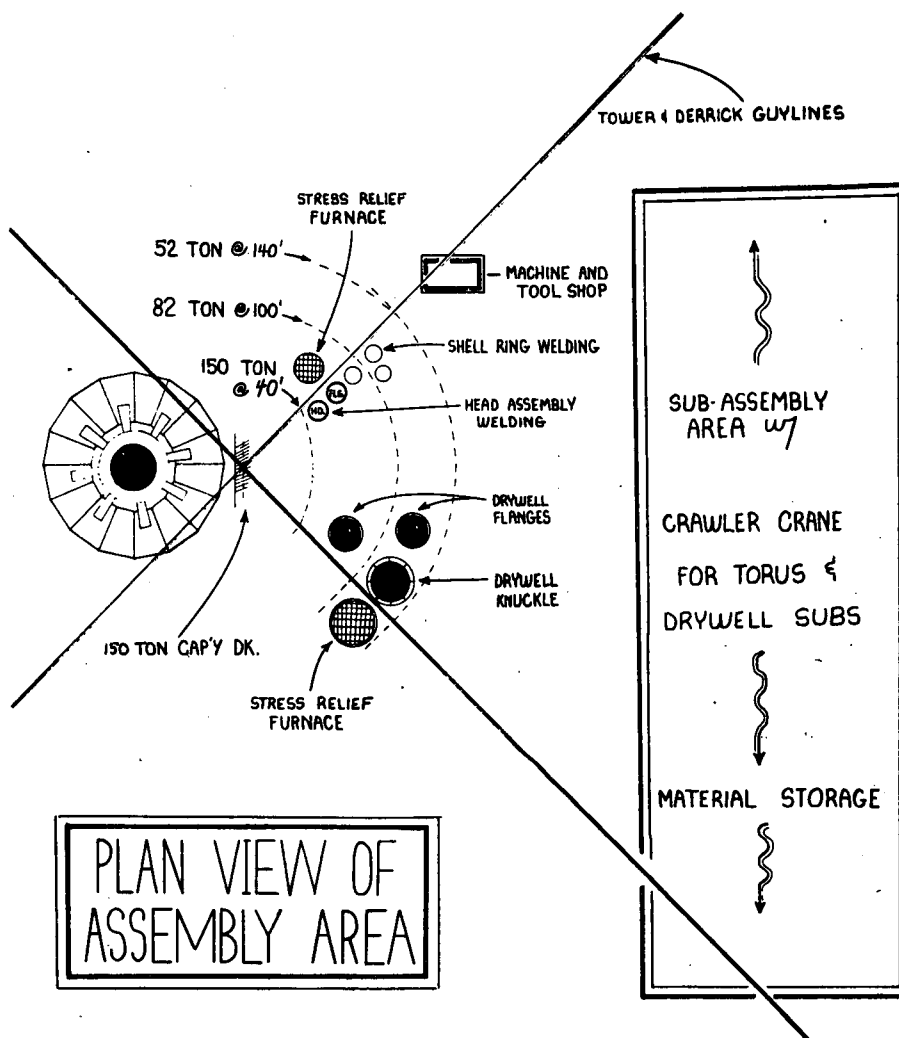 TOWER & DERRICK GUYLINES
STRESS RELIEF
FURNACE
52 TON @ 140'
82 TON @ 100'
150 TON
@ 40'
MACHINE AND
TOOL SHOP
SHELL RING WELDING
FLG.
HD.
HEAD ASSEMBLY
WELDING
DRYWELL
FLANGES
DRYWELL
KNUCKLE
150 TON CAP'Y DK.
STRESS RELIEF
FURNACE
SUB-ASSEMBLY
AREA W/
CRAWLER CRANE
FOR TORUS &
DRYWELL SUBS
MATERIAL STORAGE
PLAN VIEW OF
ASSEMBLY AREA